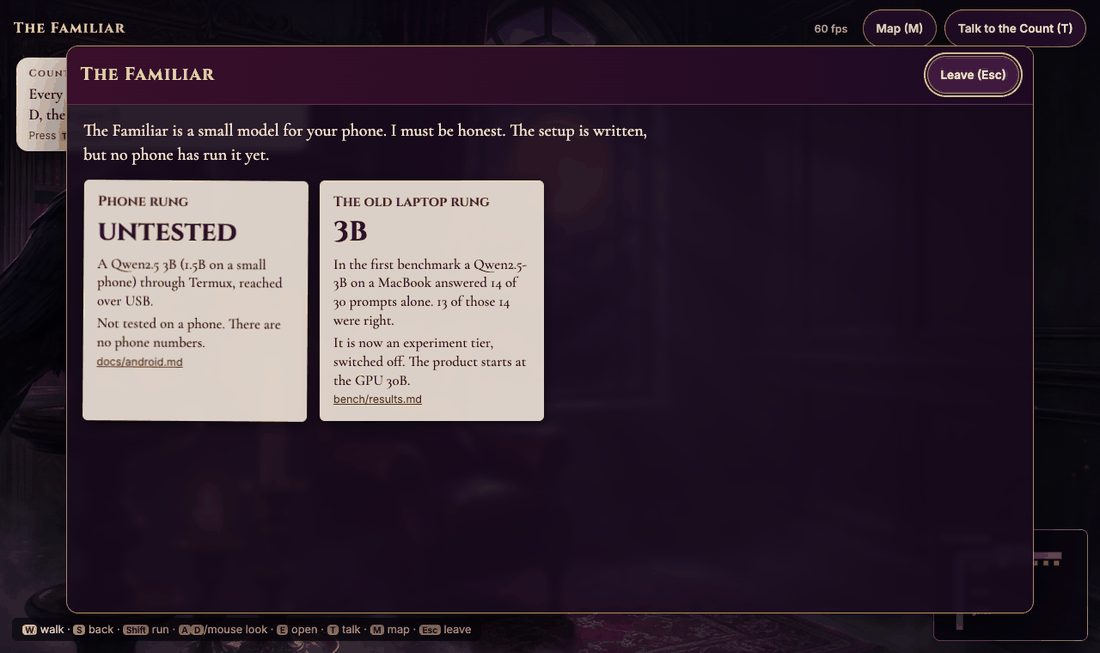 The Familiar
60 fps
Map (M)
Talk to the Count (T)
Count
Every
D, the
Press T
The Familiar
Leave (Esc)
The Familiar is a small model for your phone. I must be honest. The setup is written,
but no phone has run it yet.
Phone rung
UNTESTED
A Qwen2.5 3B (1.5B on a small
phone) through Termux, reached
over USB.
Not tested on a phone. There are
no phone numbers.
docs/android.md
The old laptop rung
3B
In the first benchmark a Qwen2.5-
3B on a MacBook answered 14 of
30 prompts alone. 13 of those 14
were right.
It is now an experiment tier,
switched off. The product starts at
the GPU 30B.
bench/results.md
W walk · S back · Shift run · A D/mouse look · E open · T talk · M map · Esc leave